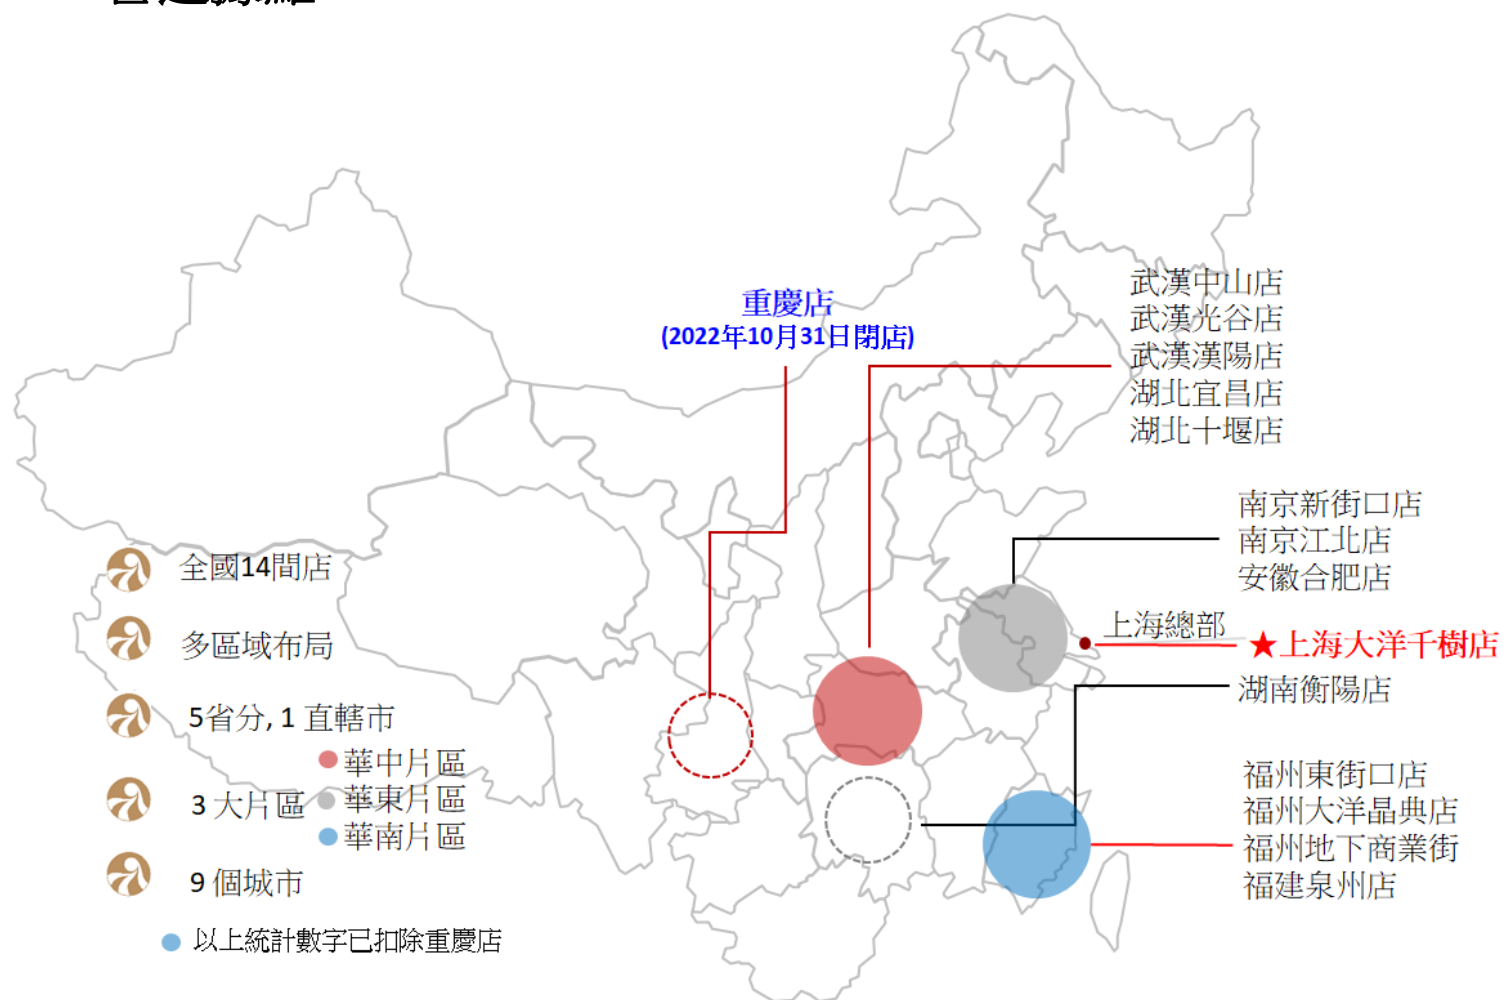 重慶店
(2022年10月31日閉店)
武漢中山店
武漢光谷店
武漢漢陽店
湖北宜昌店
湖北十堰店
南京新街口店
南京江北店
安徽合肥店
上海總部
★上海大洋千樹店
湖南衡陽店
福州東街口店
福州大洋晶典店
福州地下商業街
福建泉州店
全國14間店
多區域布局
5省分, 1 直轄市
3 大片區
華中片區
華東片區
華南片區
9 個城市
以上統計數字已扣除重慶店